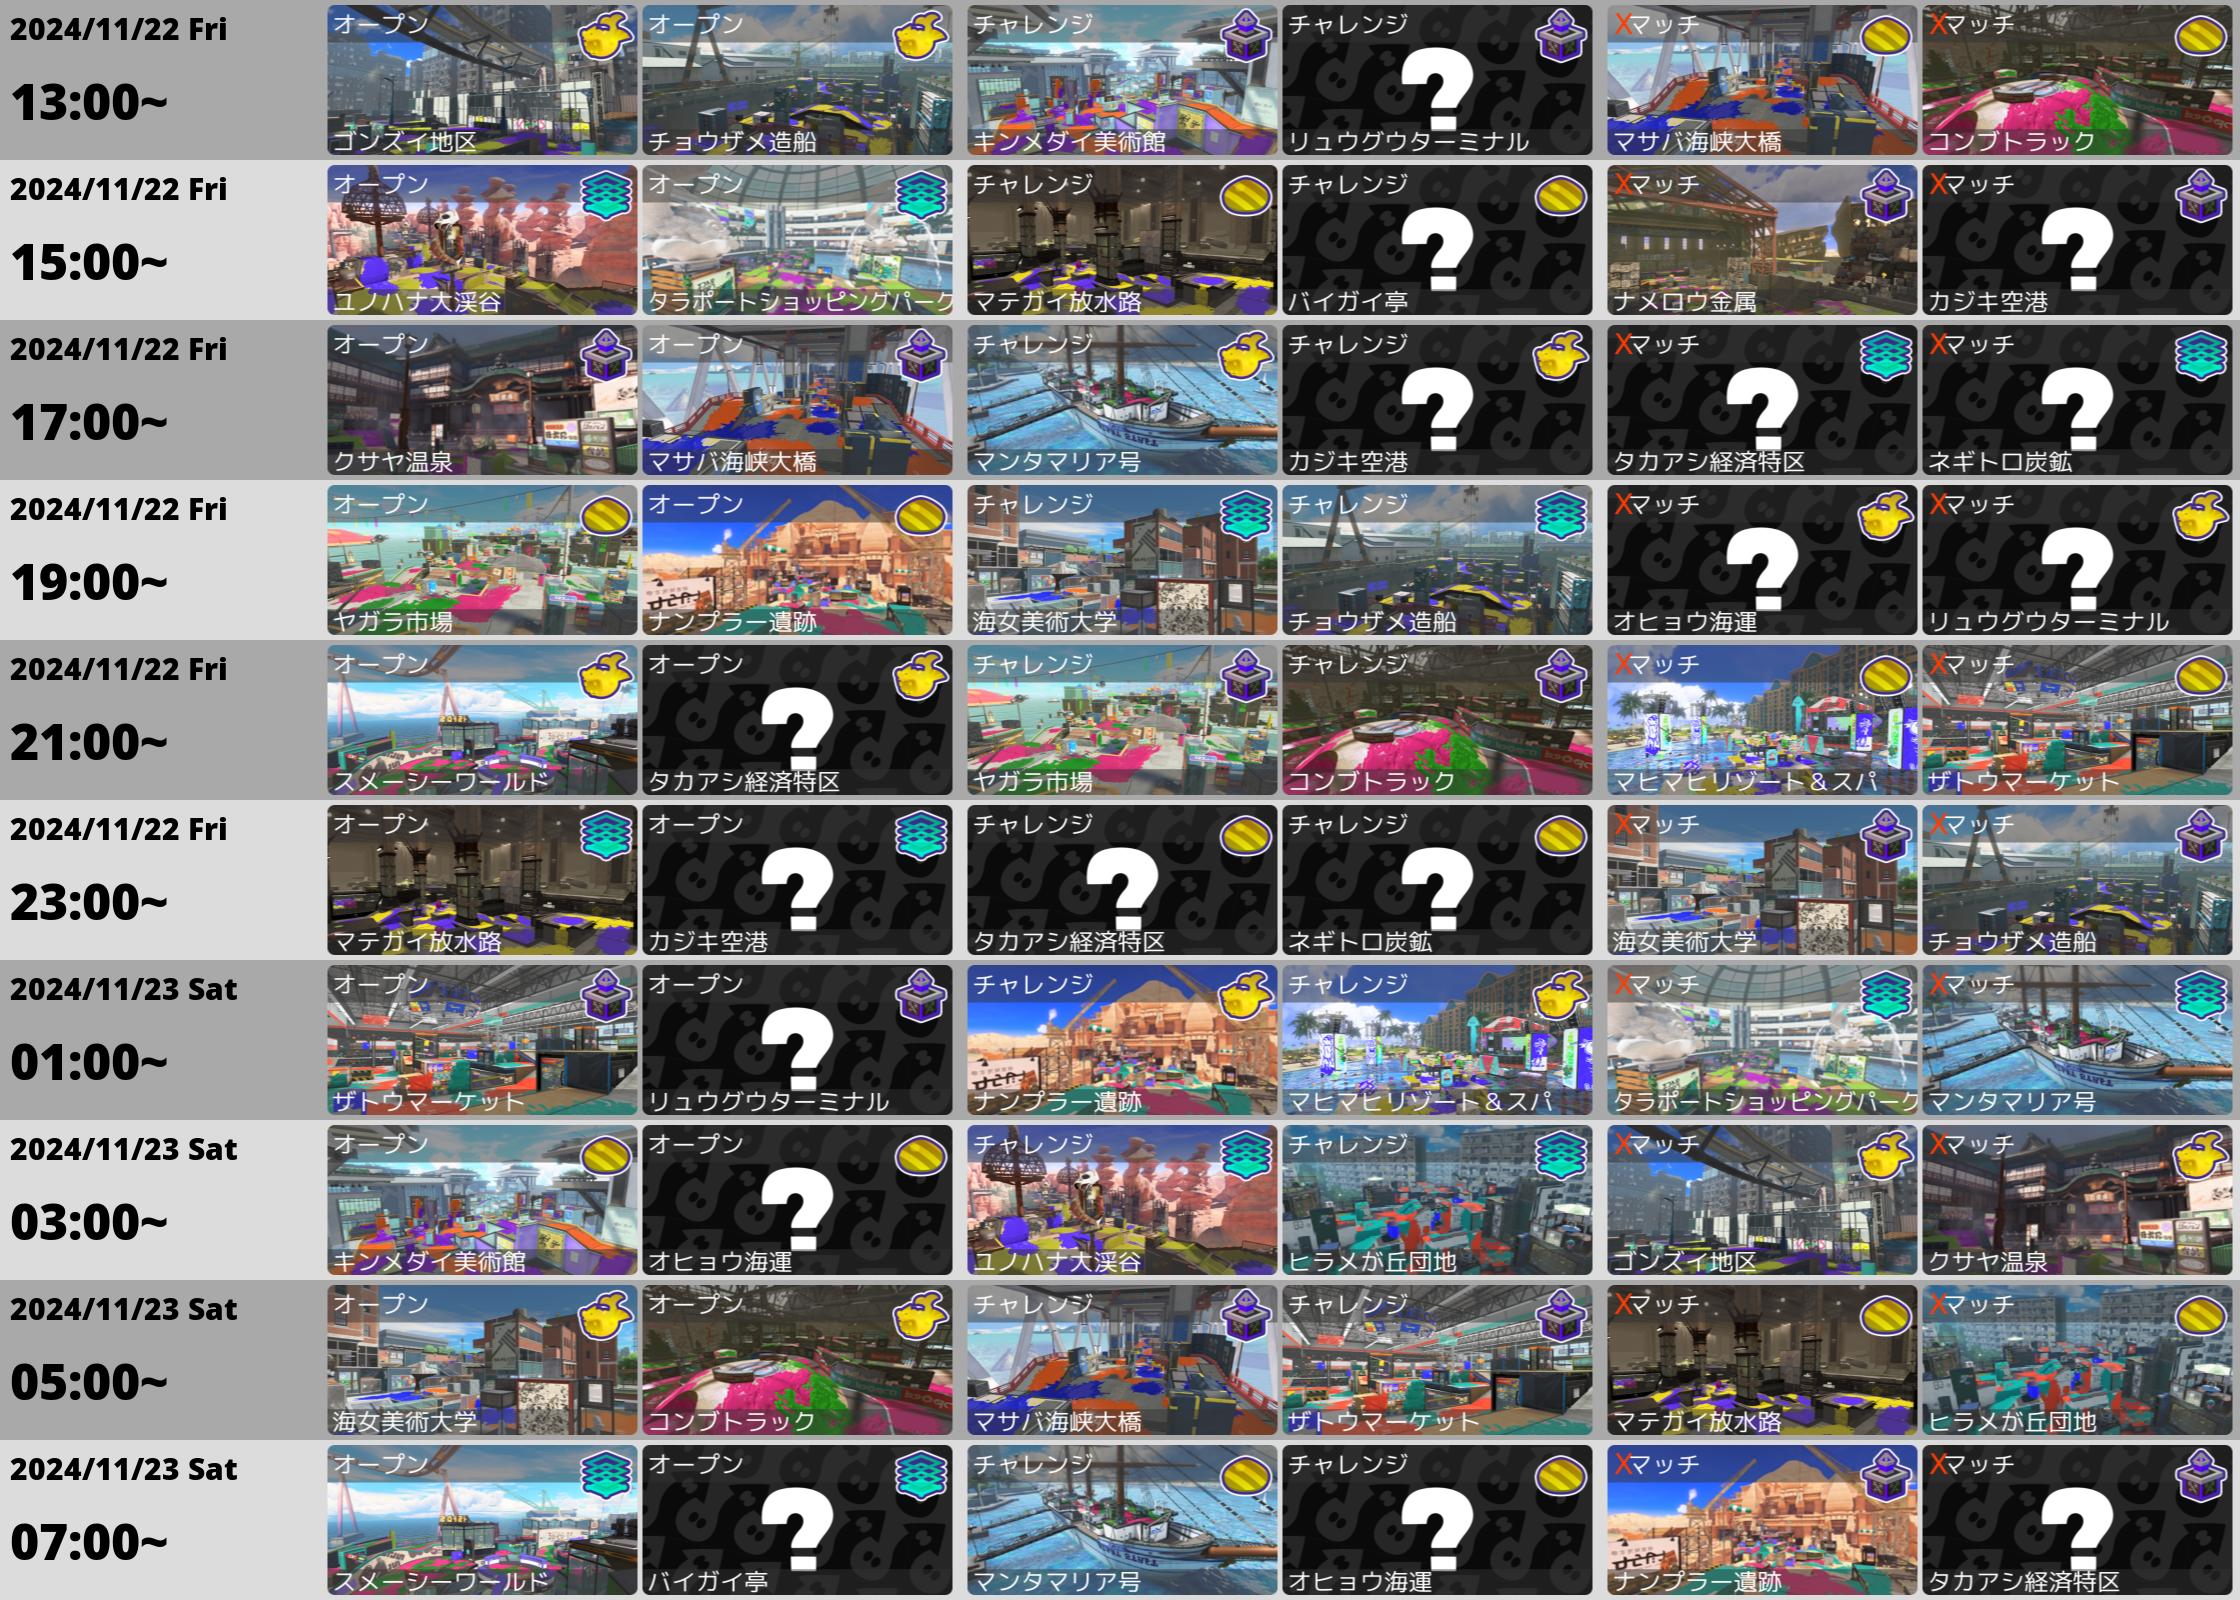 2024/11/22 Fri
13:00~
オープン
ゴンズイ地区
オープン
チョウザメ造船
チャレンジ
キンメダイ美術館
チャレンジ
リュウグウターミナル
Xマッチ
マサバ海峡大橋
Xマッチ
コンブトラック
2024/11/22 Fri
15:00~
オープン
ユノハナ大渓谷
オープン
タラポートショッピングパーク
チャレンジ
マテガイ放水路
チャレンジ
バイガイ亭
Xマッチ
ナメロウ金属
Xマッチ
カジキ空港
2024/11/22 Fri
17:00~
オープン
クサヤ温泉
オープン
マサバ海峡大橋
チャレンジ
マンタマリア号
チャレンジ
カジキ空港
Xマッチ
タカアシ経済特区
Xマッチ
ネギトロ炭鉱
2024/11/22 Fri
19:00~
オープン
ヤガラ市場
オープン
ナンプラー遺跡
チャレンジ
海女美術大学
チャレンジ
チョウザメ造船
Xマッチ
オヒョウ海運
Xマッチ
リュウグウターミナル
2024/11/22 Fri
21:00~
オープン
スメーシーワールド
オープン
タカアシ経済特区
チャレンジ
ヤガラ市場
チャレンジ
コンブトラック
Xマッチ
マヒマヒリゾート＆スパ
Xマッチ
ザトウマーケット
2024/11/22 Fri
23:00~
オープン
マテガイ放水路
オープン
カジキ空港
チャレンジ
タカアシ経済特区
チャレンジ
ネギトロ炭鉱
Xマッチ
海女美術大学
Xマッチ
チョウザメ造船
2024/11/23 Sat
01:00~
オープン
ザトウマーケット
オープン
リュウグウターミナル
チャレンジ
ナンプラー遺跡
チャレンジ
マヒマヒリゾート＆スパ
Xマッチ
タラポートショッピングパーク
Xマッチ
マンタマリア号
2024/11/23 Sat
03:00~
オープン
キンメダイ美術館
オープン
オヒョウ海運
チャレンジ
ユノハナ大渓谷
チャレンジ
ヒラメが丘団地
Xマッチ
ゴンズイ地区
Xマッチ
クサヤ温泉
2024/11/23 Sat
05:00~
オープン
海女美術大学
オープン
コンブトラック
チャレンジ
マサバ海峡大橋
チャレンジ
ザトウマーケット
Xマッチ
マテガイ放水路
Xマッチ
ヒラメが丘団地
2024/11/23 Sat
07:00~
オープン
スメーシーワールド
オープン
バイガイ亭
チャレンジ
マンタマリア号
チャレンジ
オヒョウ海運
Xマッチ
ナンプラー遺跡
Xマッチ
タカアシ経済特区